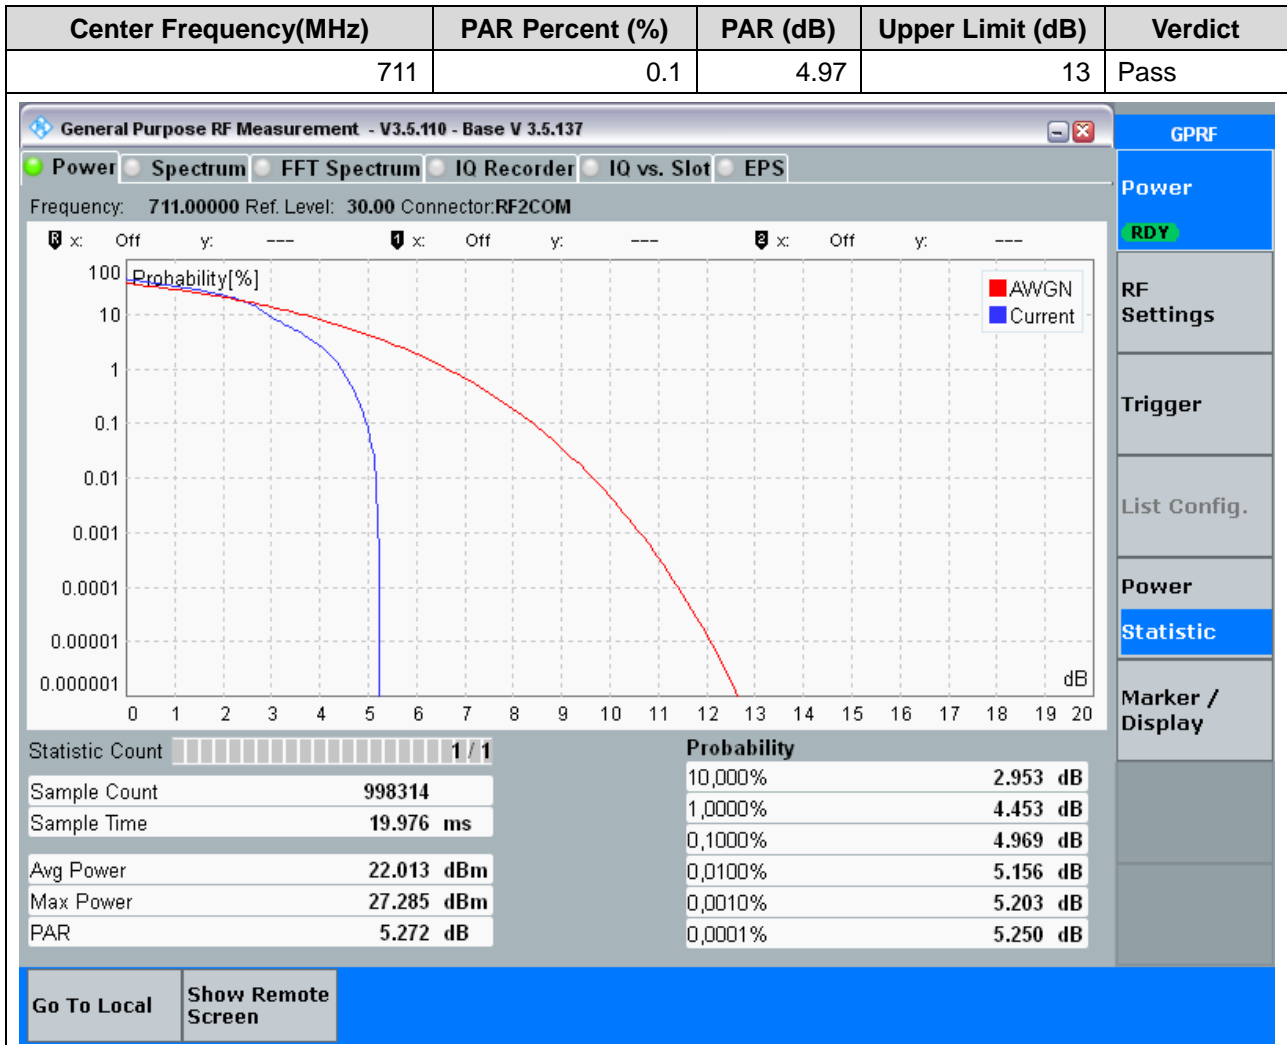 Center Frequency(MHz) PAR Percent (%) PAR (dB) Upper Limit (dB) Verdict
711 0.1 4.97 13 Pass
General Purpose RF Measurement - V3.5.110 - Base V 3.5.137
GPRF
Power Spectrum FFT Spectrum IQ Recorder IQ vs. Slot EPS
Power
RDY
Frequency: 711.00000 Ref. Level: 30.00 Connector:RF2COM
R x: Off y: --- 1 x: Off y: --- 2 x: Off y: ---
Probability[%]
100
10
1
0.1
0.01
0.001
0.0001
0.00001
0.000001
AWGN
Current
dB
0 1 2 3 4 5 6 7 8 9 10 11 12 13 14 15 16 17 18 19 20
RF
Settings
Trigger
List Config.
Power
Statistic
Marker /
Display
Statistic Count 1 / 1
Sample Count 998314
Sample Time 19.976 ms
Avg Power 22.013 dBm
Max Power 27.285 dBm
PAR 5.272 dB
Probability
10,000% 2.953 dB
1,0000% 4.453 dB
0,1000% 4.969 dB
0,0100% 5.156 dB
0,0010% 5.203 dB
0,0001% 5.250 dB
Go To Local
Show Remote
Screen